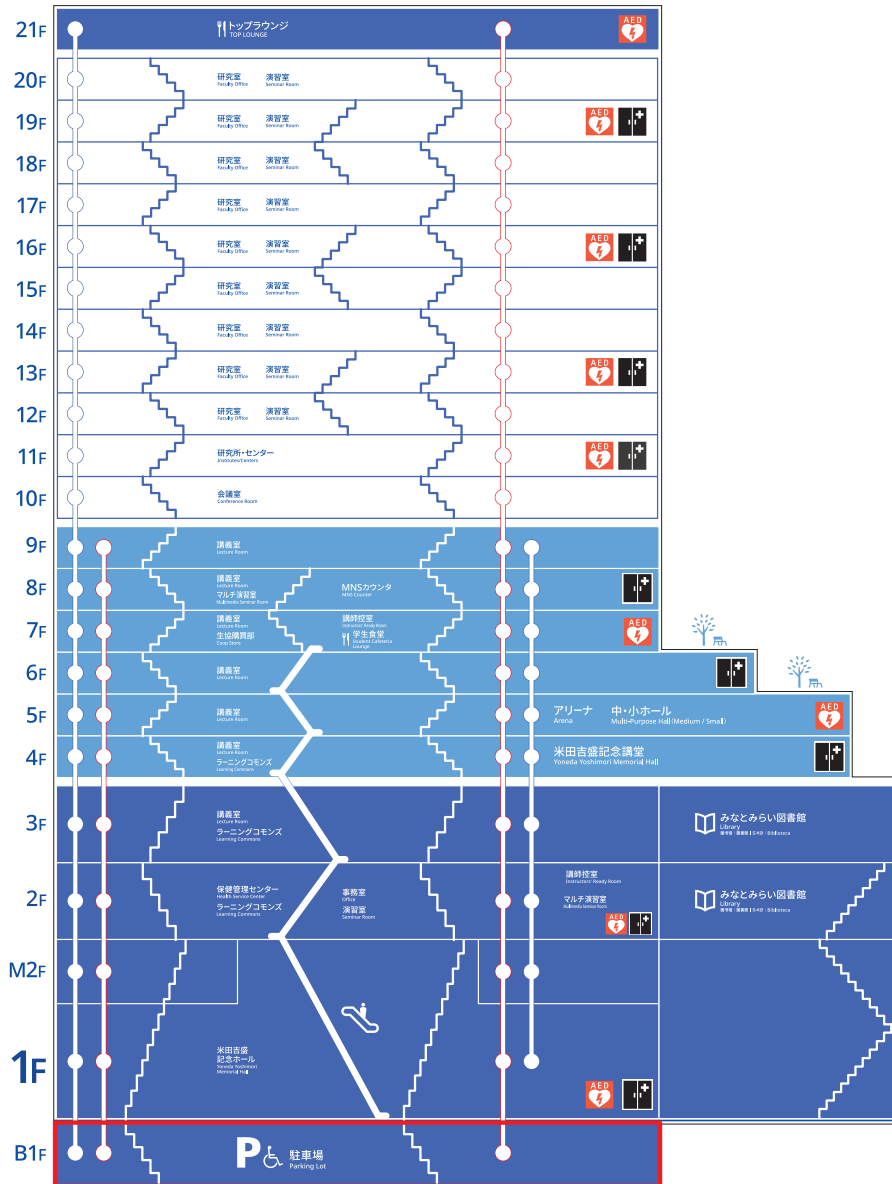 21F
トップラウンジ
TOP LOUNGE
AED
20F
研究室 演習室
Faculty Office Seminar Room
19F
研究室 演習室
Faculty Office Seminar Room
AED
18F
研究室 演習室
Faculty Office Seminar Room
17F
研究室 演習室
Faculty Office Seminar Room
16F
研究室 演習室
Faculty Office Seminar Room
AED
15F
研究室 演習室
Faculty Office Seminar Room
14F
研究室 演習室
Faculty Office Seminar Room
13F
研究室 演習室
Faculty Office Seminar Room
AED
12F
研究室 演習室
Faculty Office Seminar Room
11F
研究所・センター
Institutes/Centers
AED
10F
会議室
Conference Room
9F
講義室
Lecture Room
8F
講義室
Lecture Room
マルチ演習室
Multimedia Seminar Room
MNSカウンタ
MNS Counter
7F
講義室
Lecture Room
生協購買部
Coop Store
講師控室
Instructors' Ready Room
学生食堂
Student Cafeteria
Lounge
AED
6F
講義室
Lecture Room
5F
講義室
Lecture Room
アリーナ
Arena
中・小ホール
Multi-Purpose Hall (Medium / Small)
AED
4F
講義室
Lecture Room
ラーニングコモンズ
Learning Commons
米田吉盛記念講堂
Yoneda Yoshimori Memorial Hall
3F
講義室
Lecture Room
ラーニングコモンズ
Learning Commons
みなとみらい図書館
Library
2F
保健管理センター
Health Service Center
ラーニングコモンズ
Learning Commons
事務室
Office
演習室
Seminar Room
講師控室
Instructors' Ready Room
マルチ演習室
Multimedia Seminar Room
AED
みなとみらい図書館
Library
M2F
1F
米田吉盛
記念ホール
Yoneda Yoshimori
Memorial Hall
AED
B1F
P
駐車場
Parking Lot